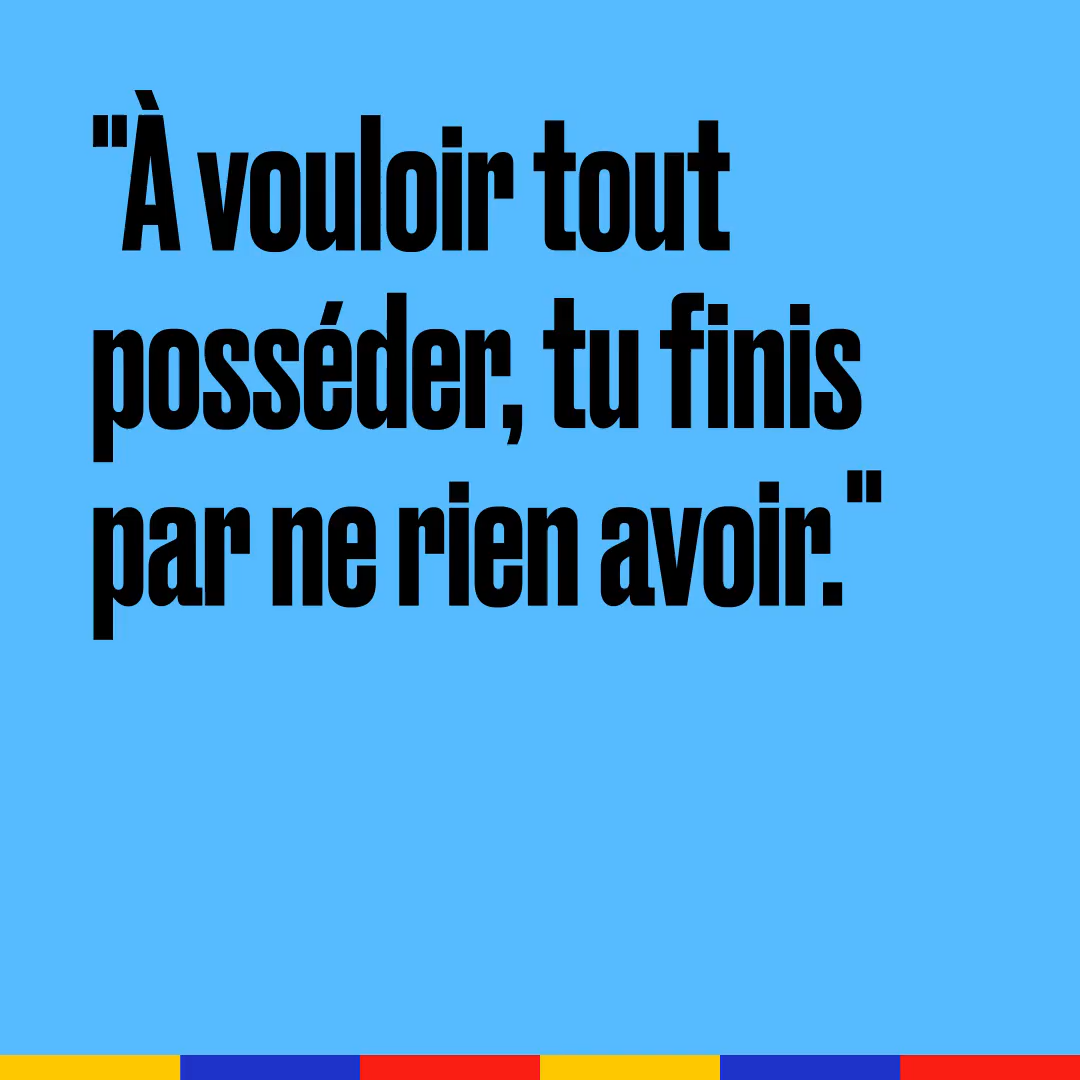 "À vouloir tout
posséder, tu finis
par ne rien avoir."